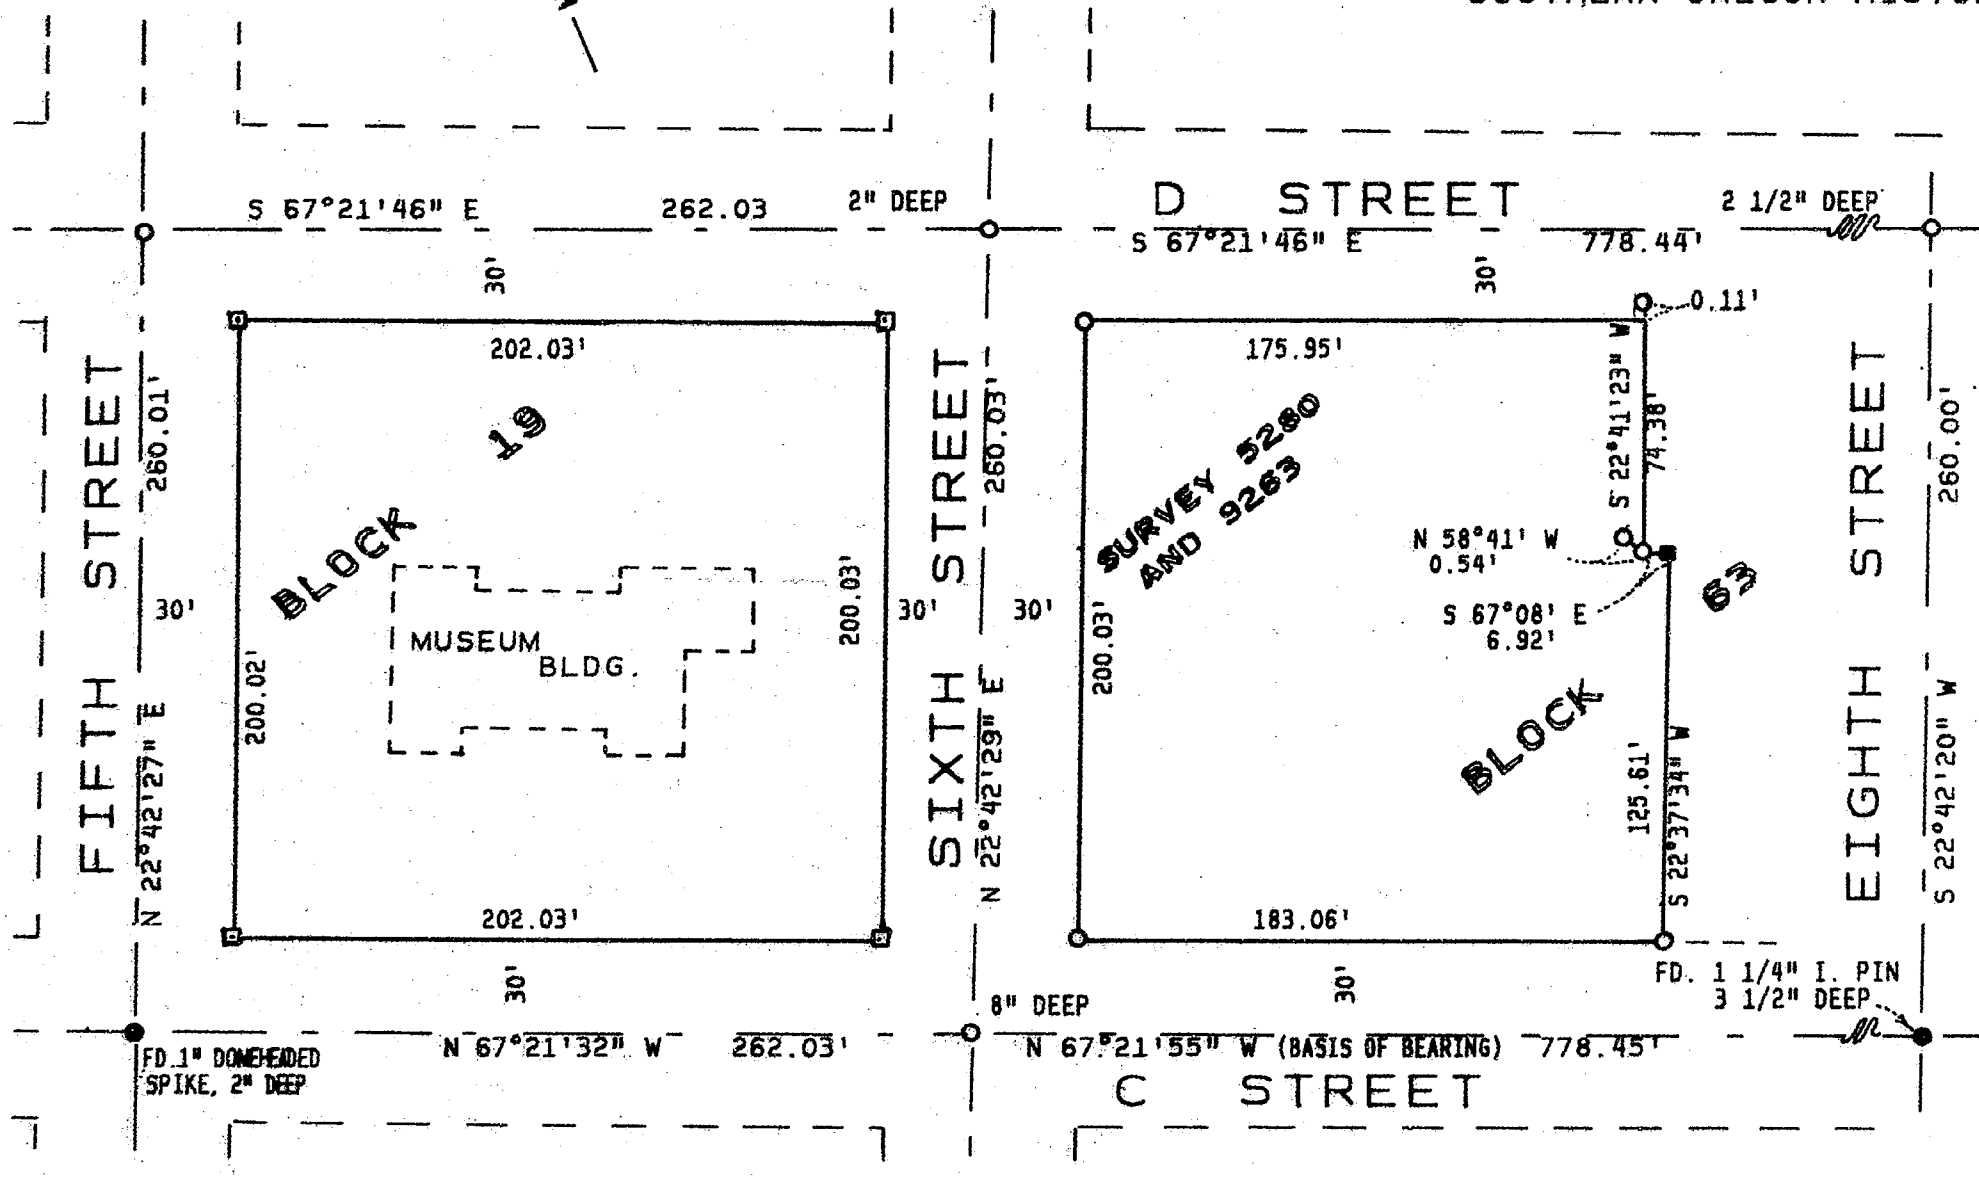 S 67°21'46" E 262.03 2" DEEP
D STREET
2 1/2" DEEP
S 67°21'46" E 778.44'
30'
30'
0.11'
202.03'
175.95'
FIFTH STREET
260.01'
N 22°42'27" E
30'
BLOCK 19
200.02'
200.03'
MUSEUM
BLDG.
30'
SIXTH STREET
260.03'
N 22°42'29" E
30'
SURVEY 5280
AND 9263
200.03'
S 22°41'23" W
74.38'
N 58°41' W
0.54'
S 67°08' E
6.92'
BLOCK 63
125.61'
S 22°37'34" W
EIGHTH STREET
260.00'
S 22°42'20" W
202.03'
183.06'
30'
30'
FD. 1 1/4" I. PIN
3 1/2" DEEP
8" DEEP
FD. 1" DOMEHEADED
SPIKE, 2" DEEP
N 67°21'32" W 262.03'
N 67°21'55" W (BASIS OF BEARING) 778.45'
C STREET